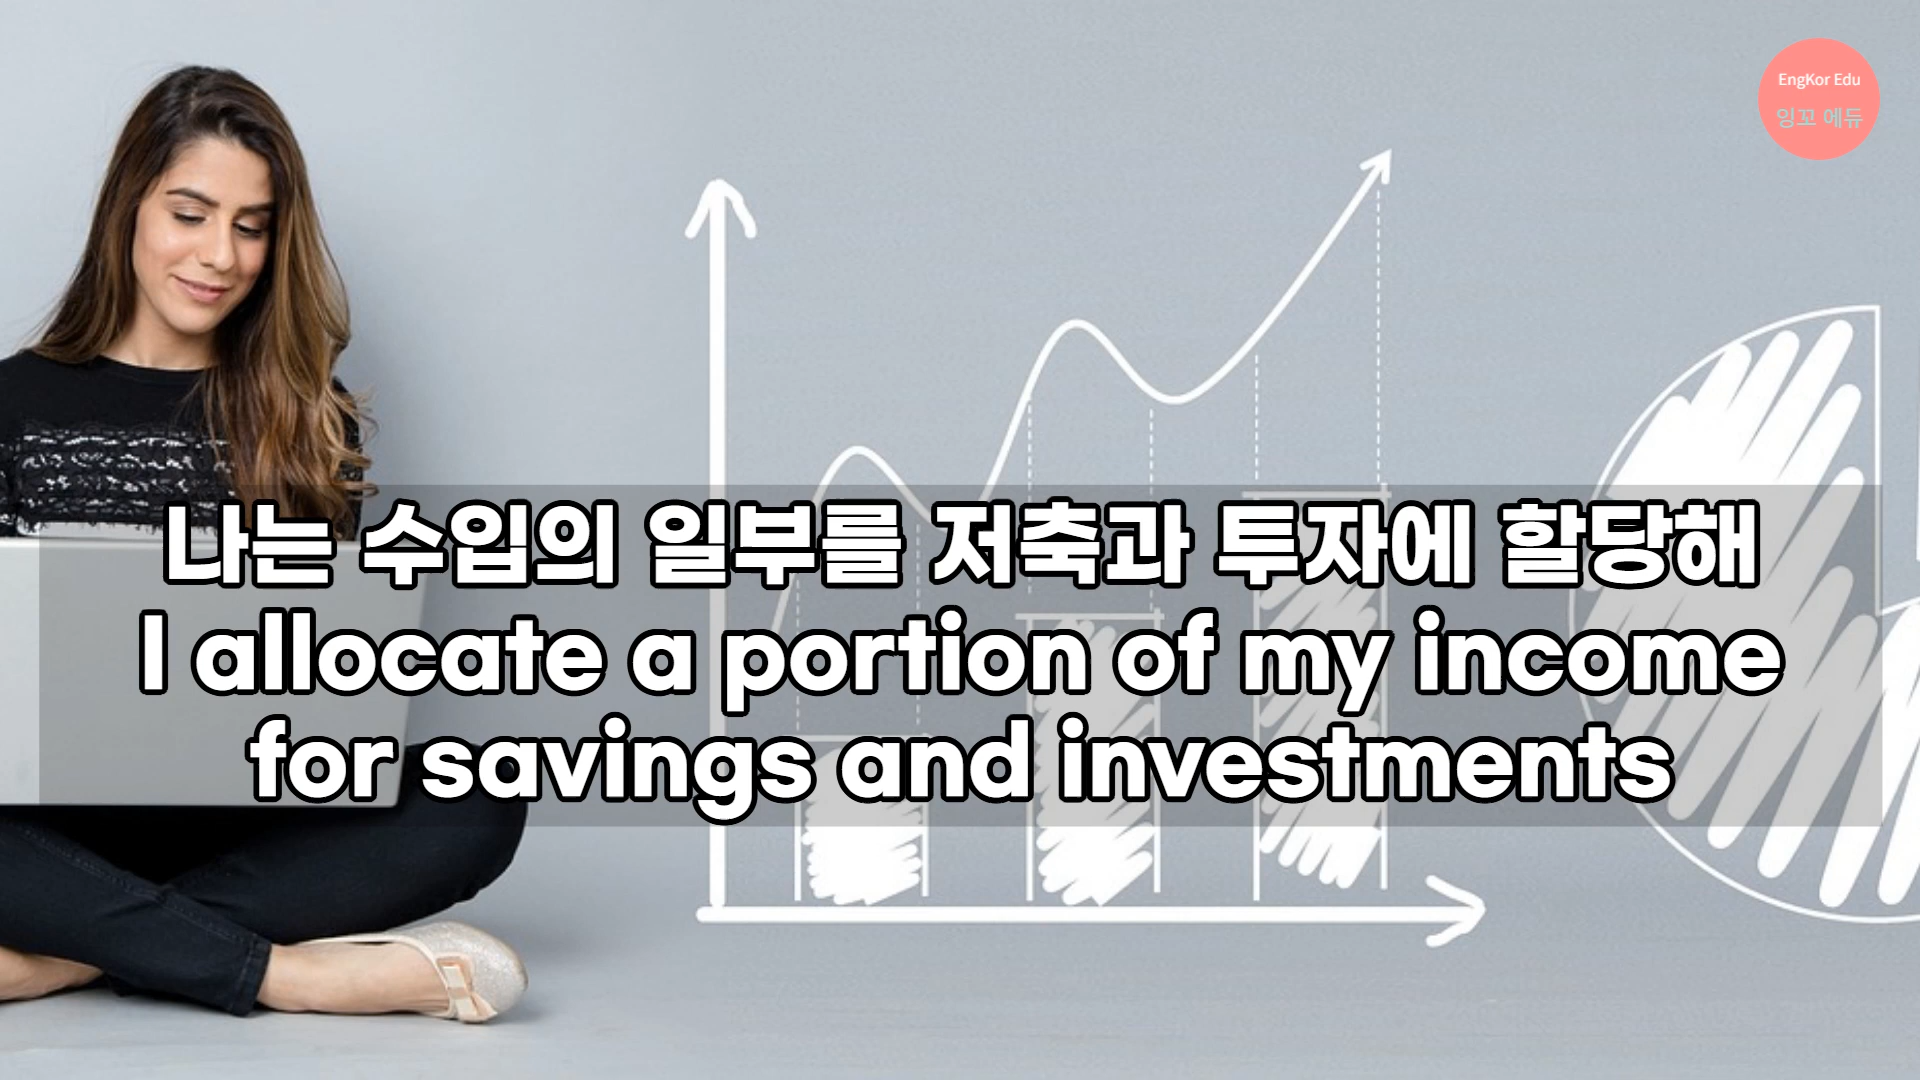 EngKor Edu
잉꼬 에듀
나는 수입의 일부를 저축과 투자에 할당해
I allocate a portion of my income
for savings and investments